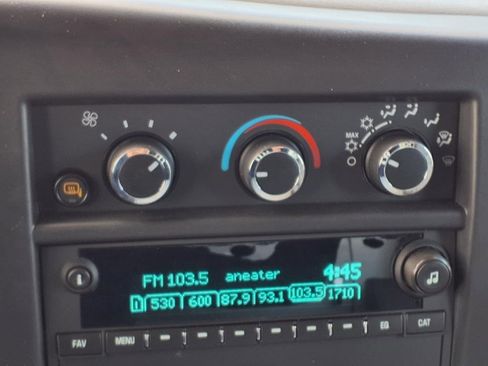 MAX
FM 103.5 aneater 4:45
1 530 600 87.9 93.1 103.5 1710
FAV MENU EQ CAT